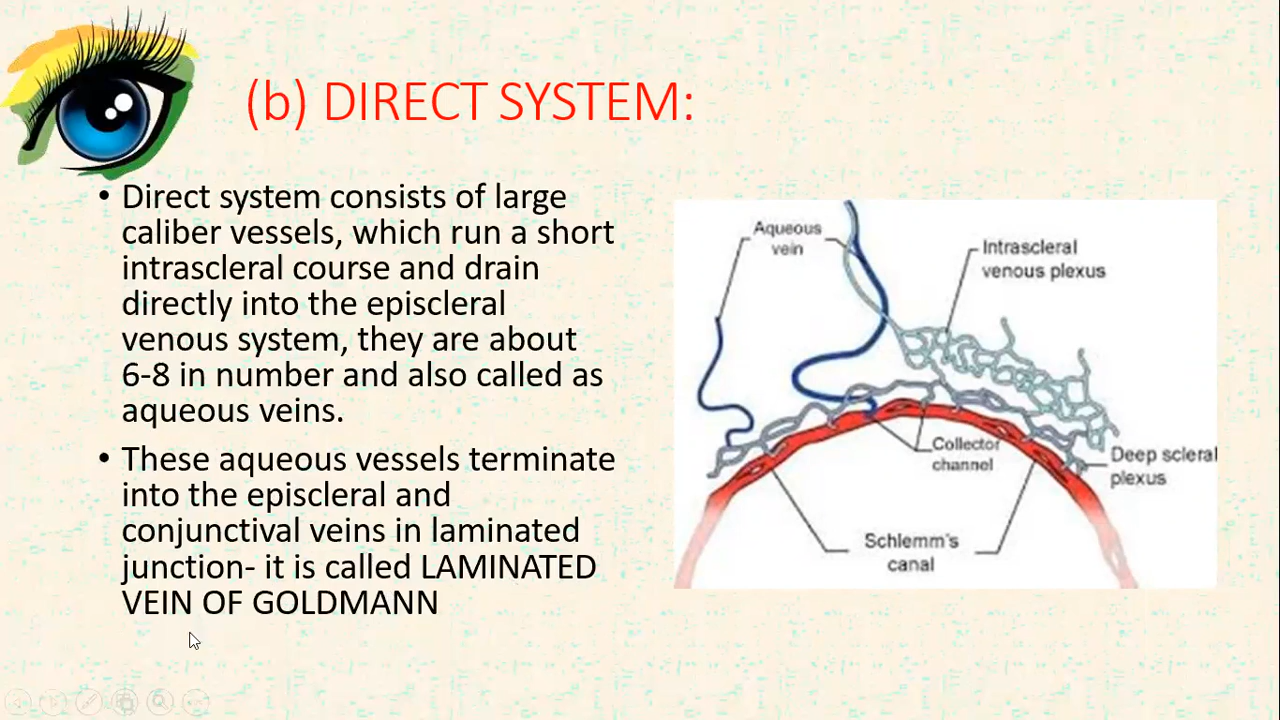 (b) DIRECT SYSTEM:
• Direct system consists of large
caliber vessels, which run a short
intrascleral course and drain
directly into the episcleral
venous system, they are about
6-8 in number and also called as
aqueous veins.
• These aqueous vessels terminate
into the episcleral and
conjunctival veins in laminated
junction- it is called LAMINATED
VEIN OF GOLDMANN
Aqueous
vein
Intrascleral
venous plexus
Collector
channel
Deep scleral
plexus
Schlemm's
canal